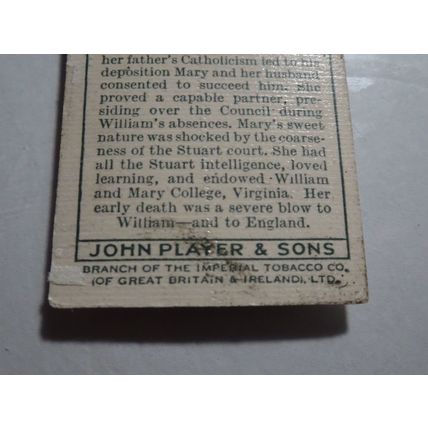 her father's Catholicism led to his
deposition Mary and her husband
consented to succeed him. She
proved a capable partner, pre-
siding over the Council during
William's absences. Mary's sweet
nature was shocked by the coarse-
ness of the Stuart court. She had
all the Stuart intelligence, loved
learning, and endowed William
and Mary College, Virginia. Her
early death was a severe blow to
William—and to England.
JOHN PLAYER & SONS
BRANCH OF THE IMPERIAL TOBACCO CO.
(OF GREAT BRITAIN & IRELAND), LTD.